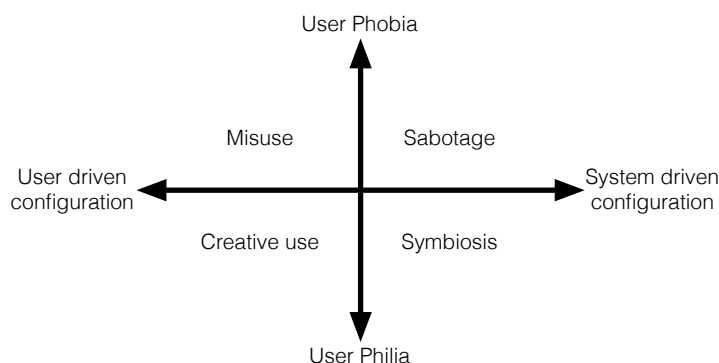 User Phobia
Misuse
Sabotage
User driven
configuration
System driven
configuration
Creative use
Symbiosis
User Philia